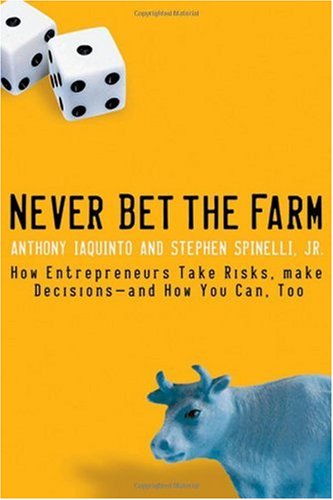 NEVER BET THE FARM
ANTHONY IAQUINTO AND STEPHEN SPINELLI, JR.
How Entrepreneurs Take Risks, make
Decisions—and How You Can, Too